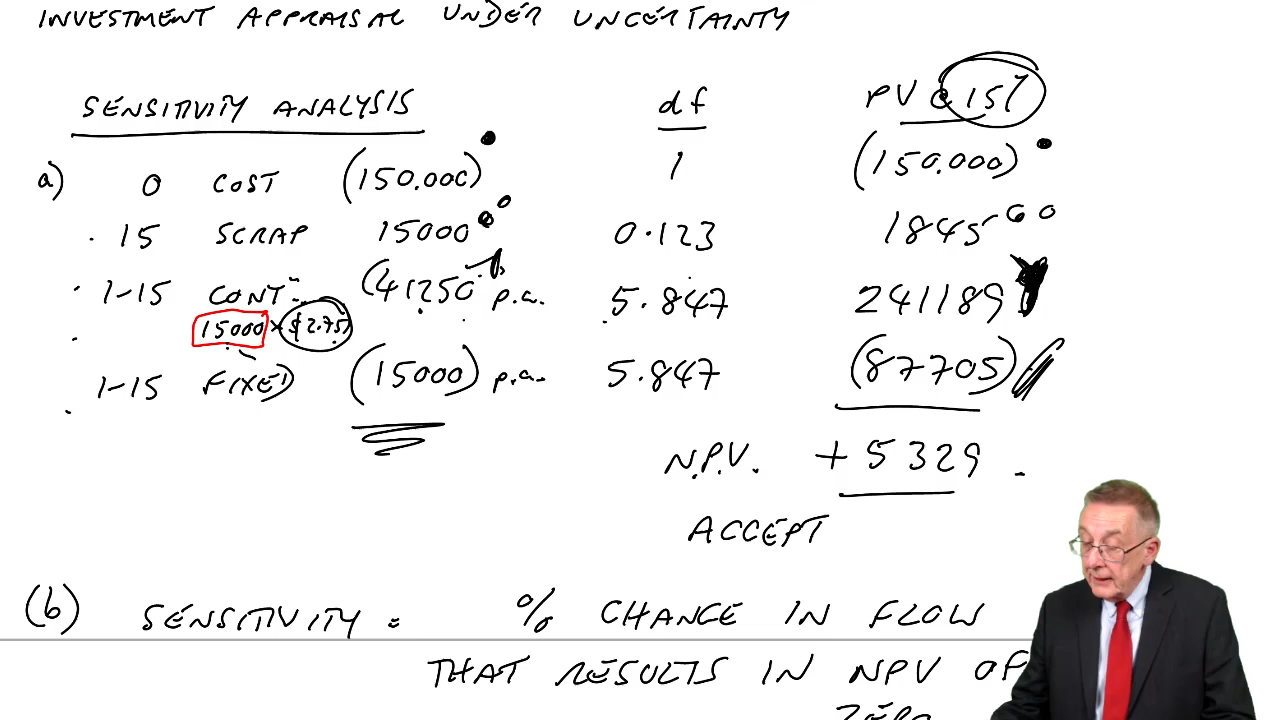 INVESTMENT APPRAISAL UNDER UNCERTAINTY
SENSITIVITY ANALYSIS df PV @ 15%
a) 0 COST (150,000) 1 (150,000)
15 SCRAP 15000 0.123 1845
1-15 CONTn (41250 p.a. 5.847 241189
15000 × $2.75
1-15 FIXED (15000) p.a. 5.847 (87705)
N.P.V. +5329
ACCEPT
(b) SENSITIVITY = % CHANGE IN FLOW
THAT RESULTS IN NPV OF
ZERO